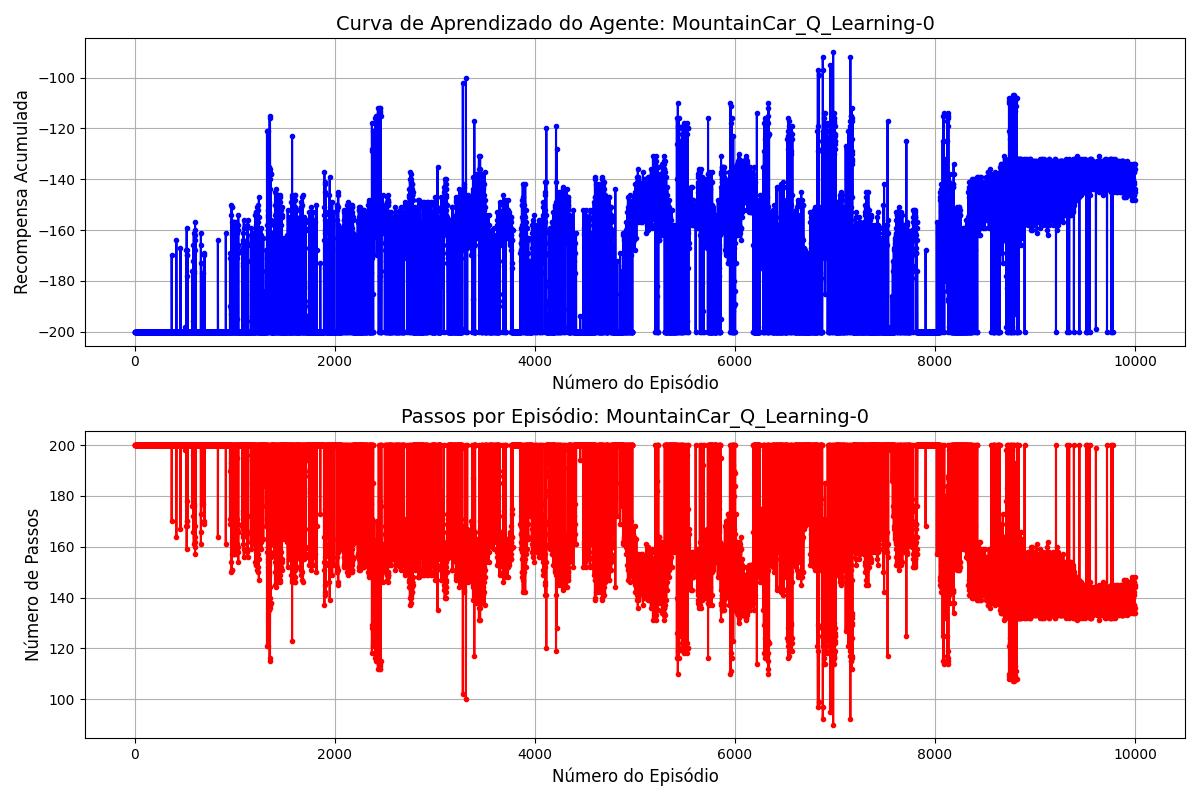 Curva de Aprendizado do Agente: MountainCar_Q_Learning-0
Recompensa Acumulada
−100
−120
−140
−160
−180
−200
0 2000 4000 6000 8000 10000
Número do Episódio
Passos por Episódio: MountainCar_Q_Learning-0
Número de Passos
200
180
160
140
120
100
0 2000 4000 6000 8000 10000
Número do Episódio